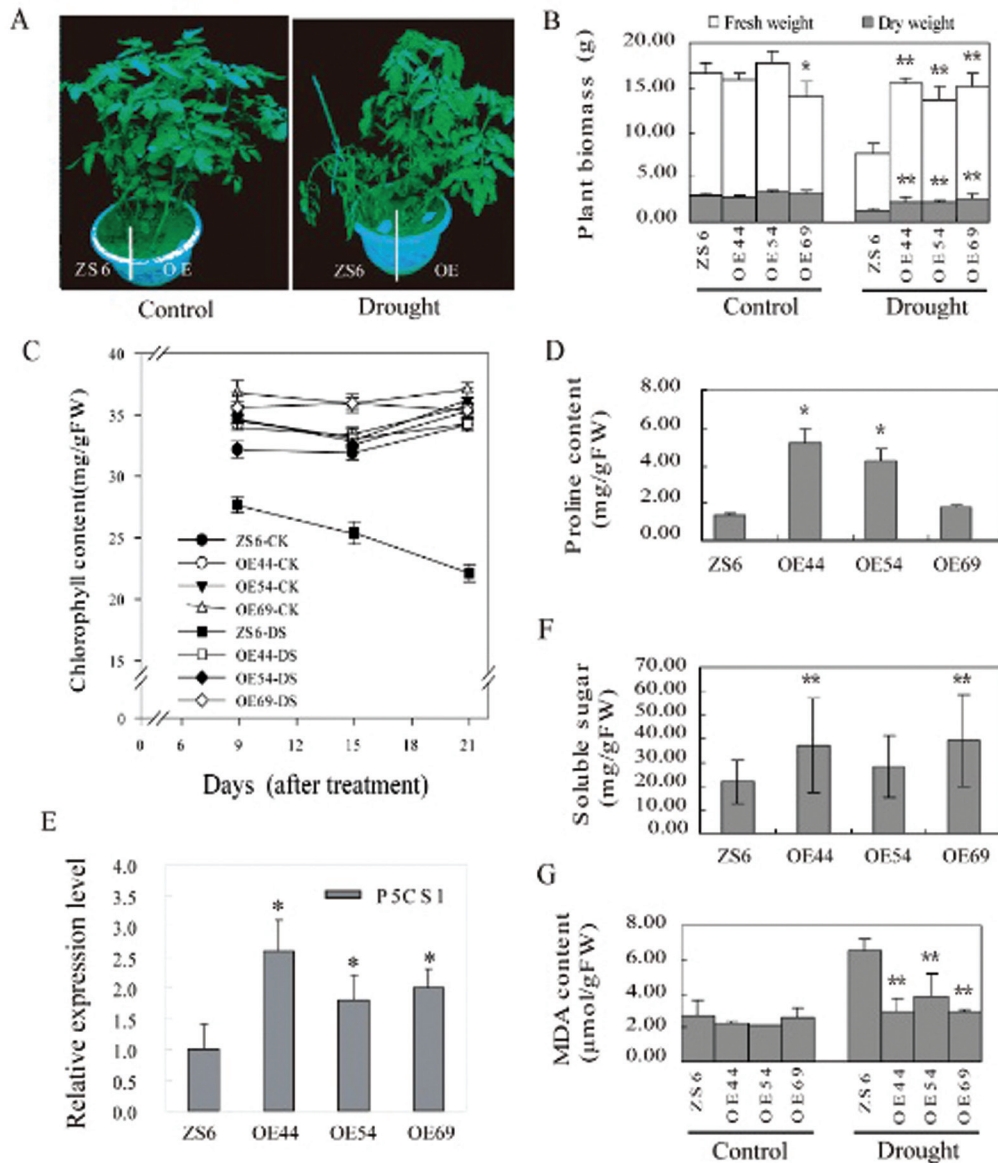 A
ZS6
OE
Control
ZS6
OE
Drought
B
Fresh weight
Dry weight
Plant biomass (g)
20.00
15.00
10.00
5.00
0.00
**
**
**
*
**
**
**
ZS6
OE44
OE54
OE69
ZS6
OE44
OE54
OE69
Control
Drought
C
Chlorophyll content(mg/gFW)
40
35
30
25
20
15
0
ZS6-CK
OE44-CK
OE54-CK
OE69-CK
ZS6-DS
OE44-DS
OE54-DS
OE69-DS
0
6
9
12
15
18
21
Days (after treatment)
D
Proline content
(mg/gFW)
8.00
6.00
4.00
2.00
0.00
*
*
ZS6
OE44
OE54
OE69
F
Soluble sugar
(mg/gFW)
70.00
60.00
50.00
40.00
30.00
20.00
10.00
0.00
**
**
ZS6
OE44
OE54
OE69
E
Relative expression level
4.0
3.5
3.0
2.5
2.0
1.5
1.0
0.5
0.0
P5CS1
*
*
*
ZS6
OE44
OE54
OE69
G
MDA content
(μmol/gFW)
8.00
6.00
4.00
2.00
0.00
**
**
**
ZS6
OE44
OE54
OE69
ZS6
OE44
OE54
OE69
Control
Drought